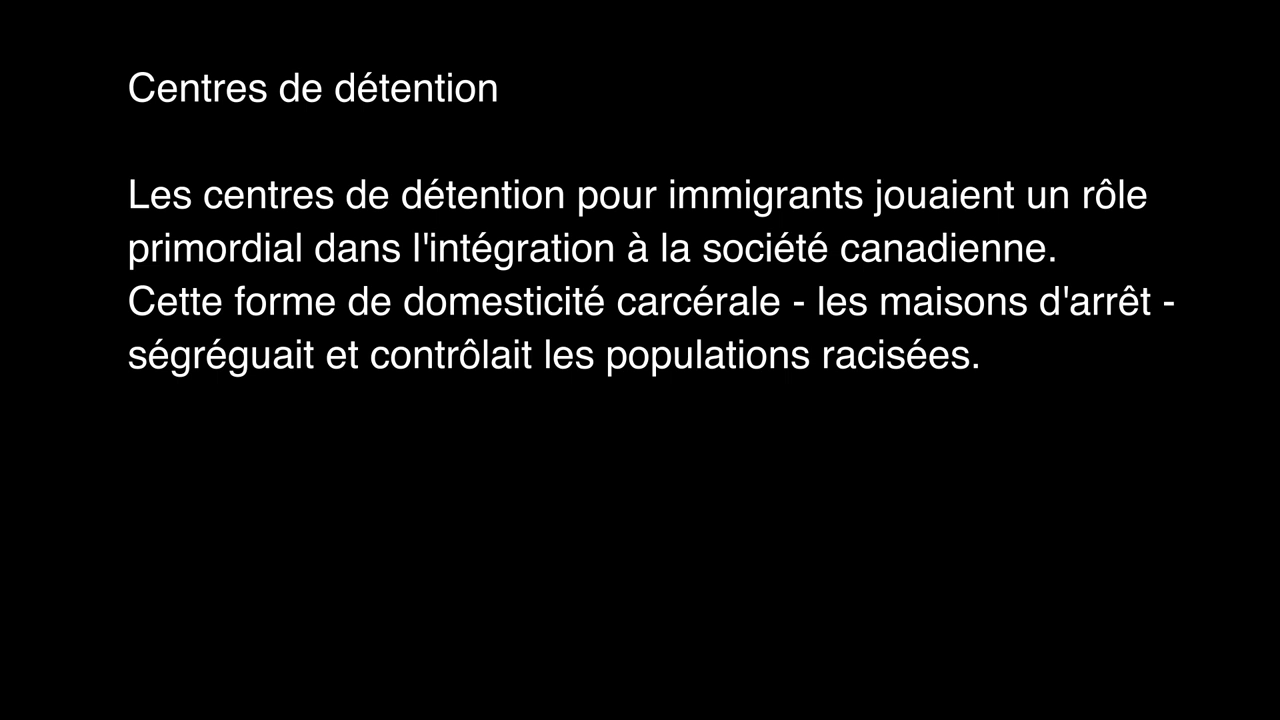 Centres de détention
Les centres de détention pour immigrants jouaient un rôle
primordial dans l'intégration à la société canadienne.
Cette forme de domesticité carcérale - les maisons d'arrêt -
ségréguait et contrôlait les populations racisées.